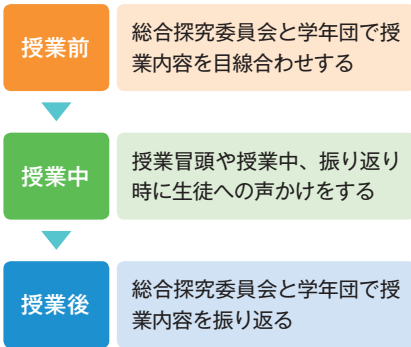 授業前
総合探究委員会と学年団で授
業内容を目線合わせする
授業中
授業冒頭や授業中、振り返り
時に生徒への声かけをする
授業後
総合探究委員会と学年団で授
業内容を振り返る